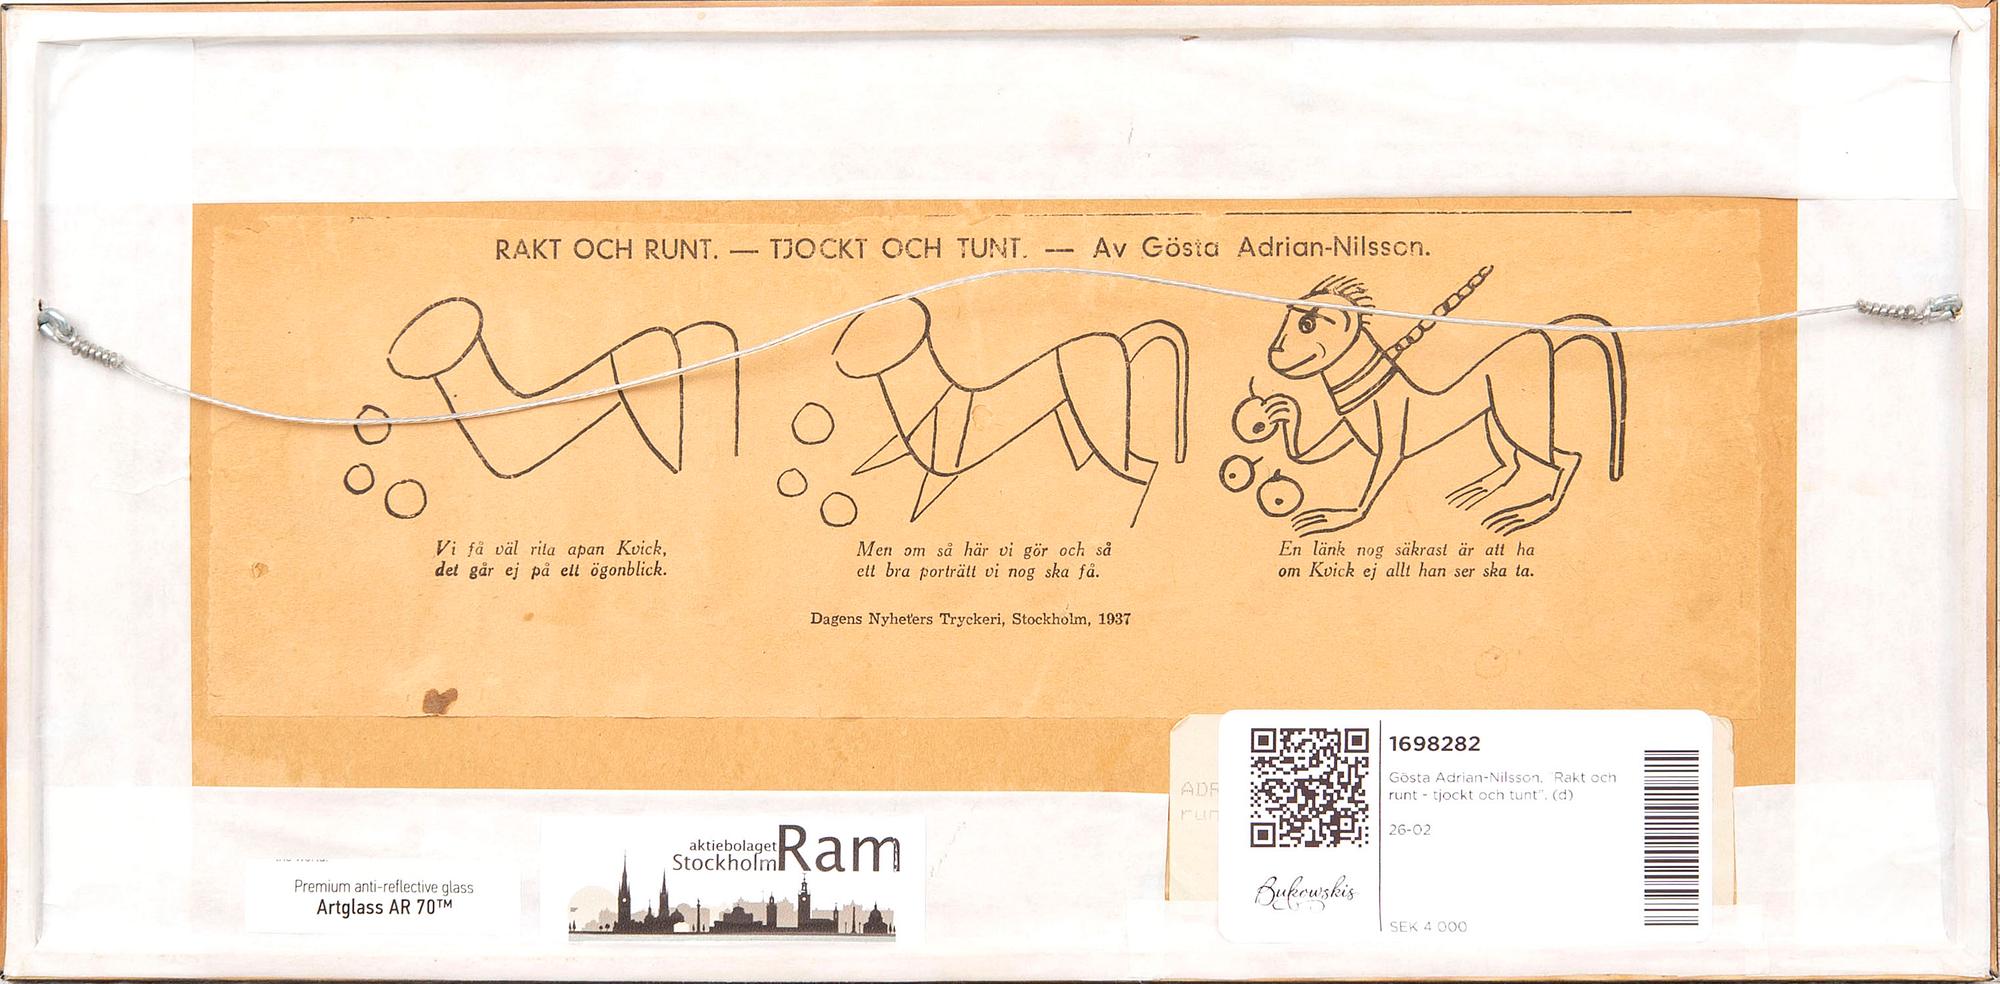 RAKT OCH RUNT. — TJOCKT OCH TUNT. — Av Gösta Adrian-Nilsson.
Vi få väl rita apan Kvick,
det går ej på ett ögonblick.
Men om så här vi gör och så
ett bra porträtt vi nog ska få.
En länk nog säkrast är att ha
om Kvick ej allt han ser ska ta.
Dagens Nyheters Tryckeri, Stockholm, 1937
Premium anti-reflective glass
Artglass AR 70™
aktiebolaget
Stockholm Ram
ADR
run
1698282
Gösta Adrian-Nilsson, "Rakt och
runt - tjockt och tunt". (d)
26-02
Bukowskis
SEK 4 000